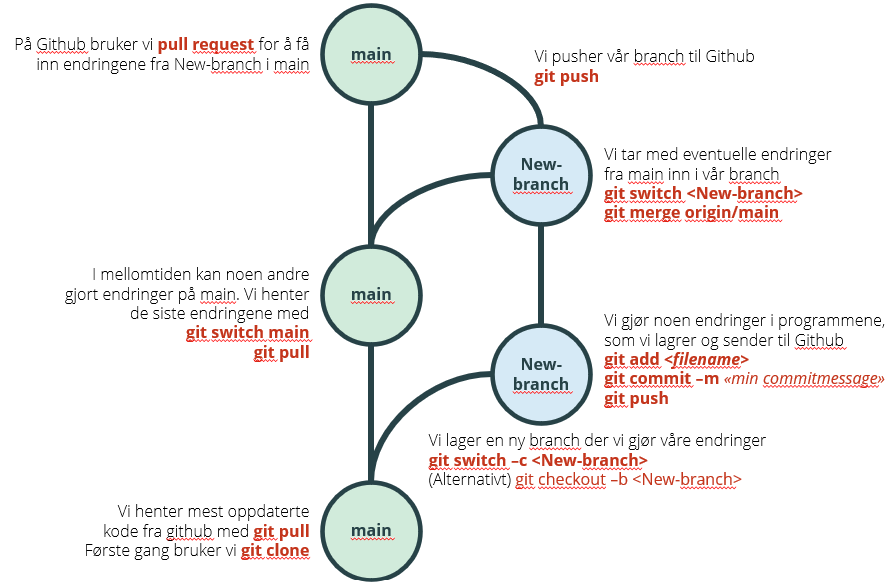 På Github bruker vi pull request for å få
inn endringene fra New-branch i main
main
Vi pusher vår branch til Github
git push
New-
branch
Vi tar med eventuelle endringer
fra main inn i vår branch
git switch <New-branch>
git merge origin/main
I mellomtiden kan noen andre
gjort endringer på main. Vi henter
de siste endringene med
git switch main
git pull
main
Vi gjør noen endringer i programmene,
som vi lagrer og sender til Github
git add <filename>
git commit –m «min commitmessage»
git push
New-
branch
Vi lager en ny branch der vi gjør våre endringer
git switch –c <New-branch>
(Alternativt) git checkout –b <New-branch>
Vi henter mest oppdaterte
kode fra github med git pull
Første gang bruker vi git clone
main